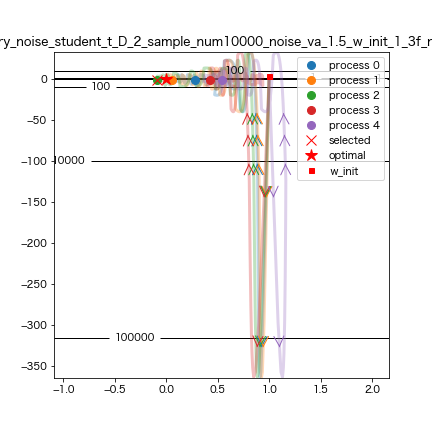 ry_noise_student_t_D_2_sample_num10000_noise_va_1.5_w_init_1_3f_r
0
−50
−100
−150
−200
−250
−300
−350
−1.0
−0.5
0.0
0.5
1.0
1.5
2.0
100
100
10000
100000
process 0
process 1
process 2
process 3
process 4
selected
optimal
w_init